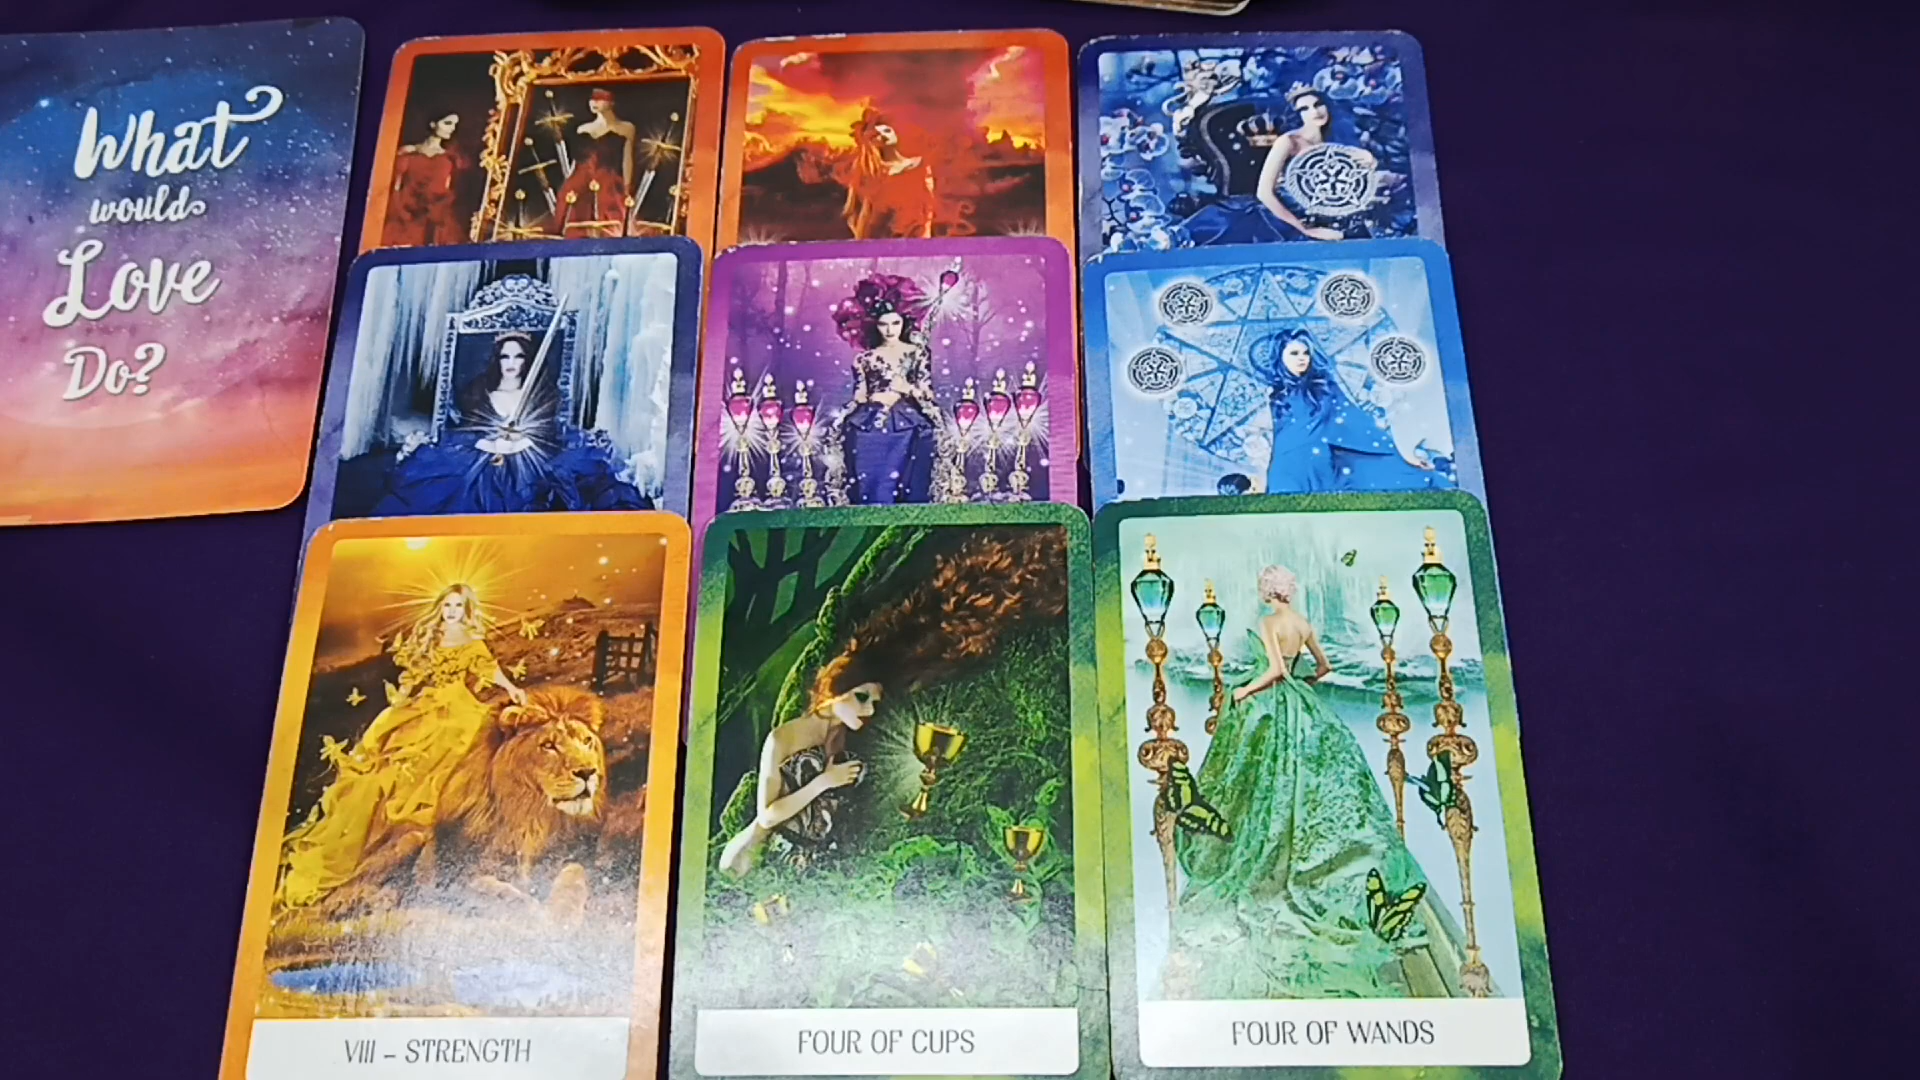 What
would
Love
Do?
VIII – STRENGTH
FOUR OF CUPS
FOUR OF WANDS